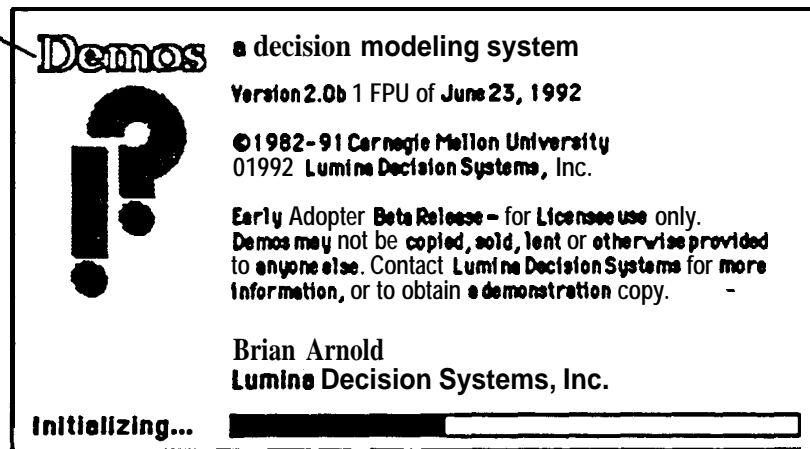 Demos
a decision modeling system
Version 2.0b 1 FPU of June 23, 1992
©1982-91 Carnegie Mellon University
01992 Lumina Decision Systems, Inc.
Early Adopter Beta Release - for Licensee use only.
Demos may not be copied, sold, lent or otherwise provided
to anyone else. Contact Lumina Decision Systems for more
information, or to obtain a demonstration copy.
Brian Arnold
Lumina Decision Systems, Inc.
Initializing...